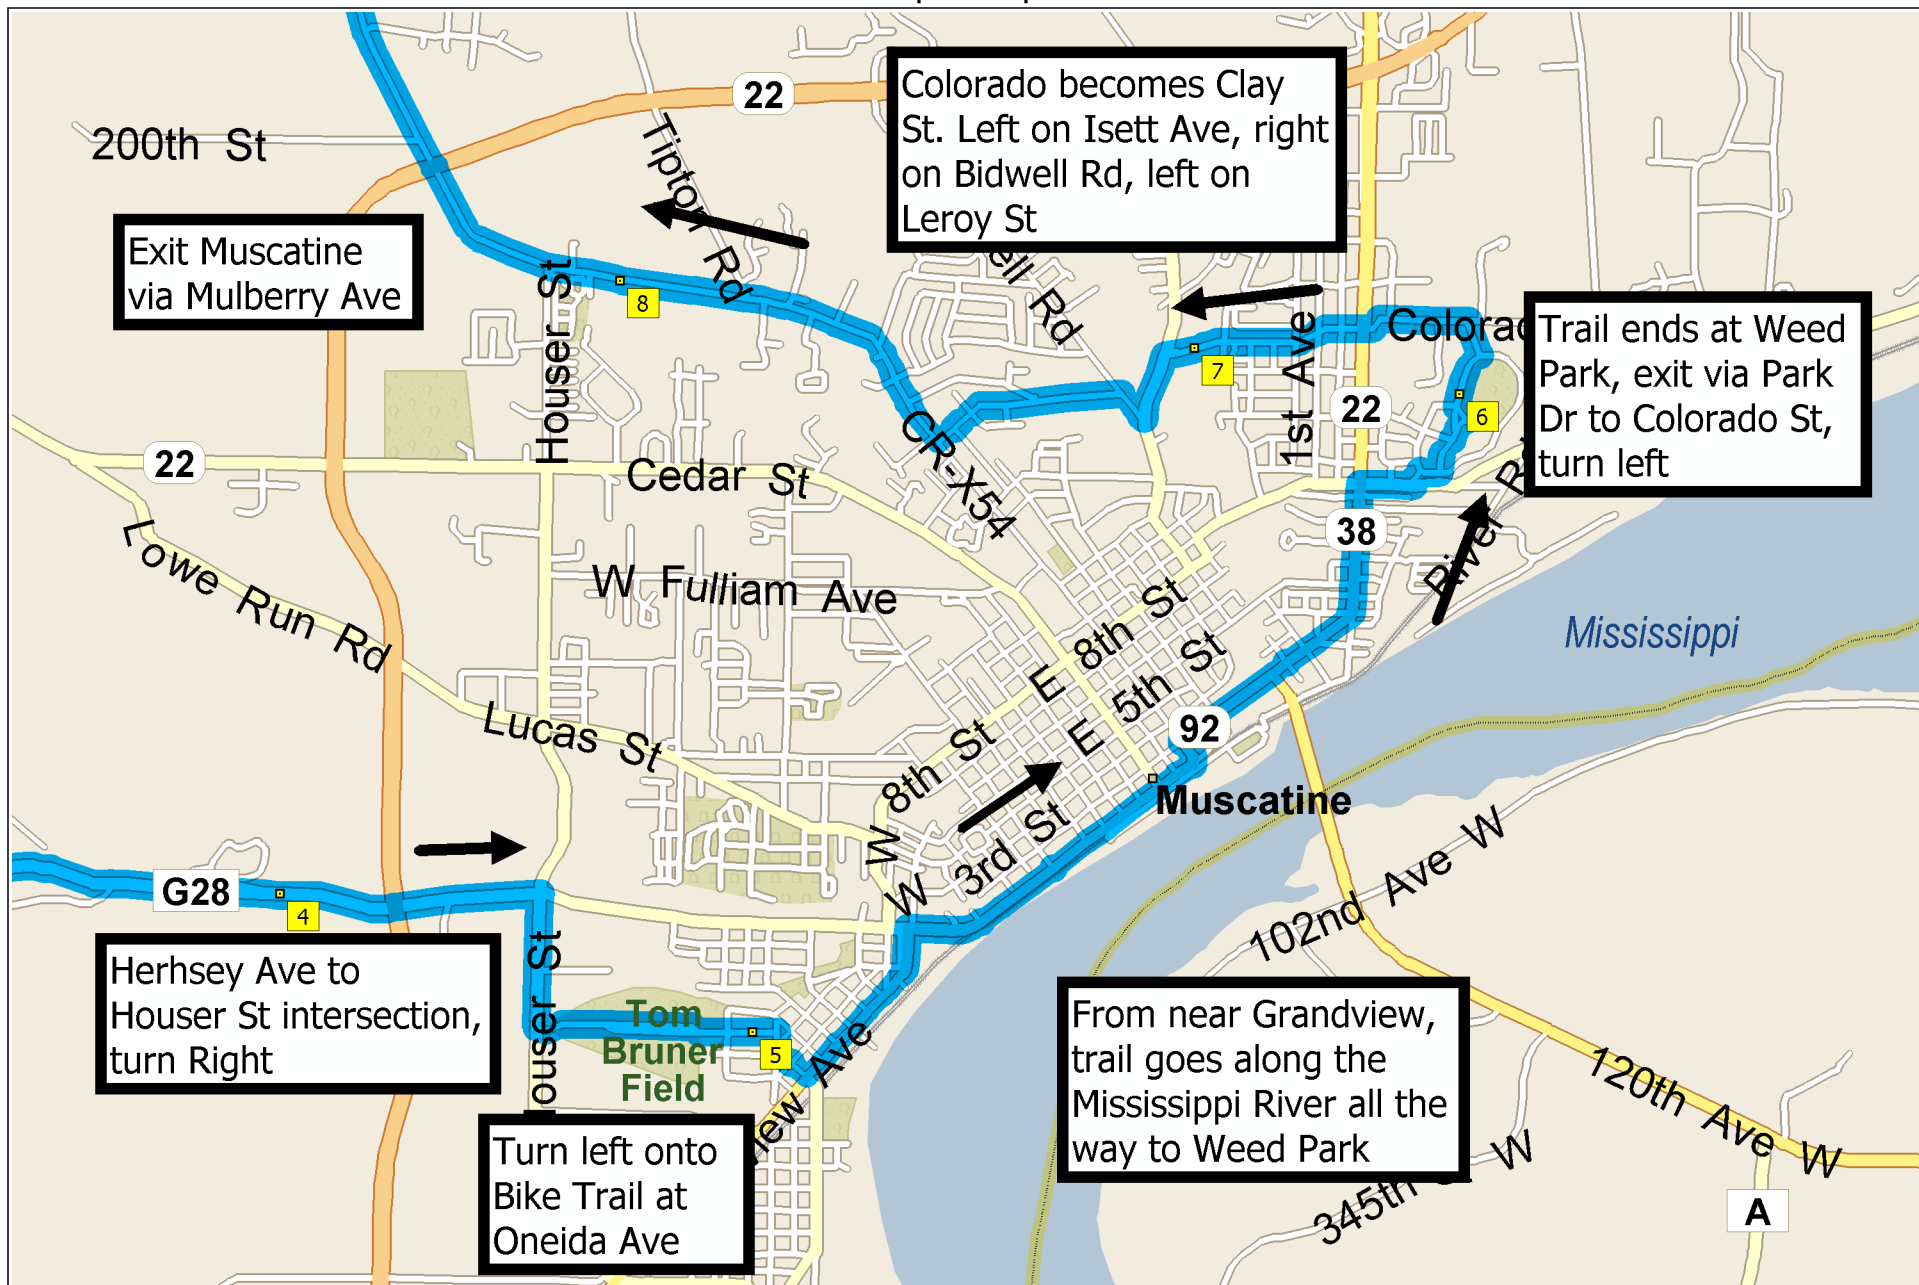 22
Colorado becomes Clay
St. Left on Isett Ave, right
on Bidwell Rd, left on
Leroy St
200th St
Tipton Rd
Exit Muscatine
via Mulberry Ave
Houser St
8
ell Rd
1st Ave
7
Trail ends at Weed
Park, exit via Park
Dr to Colorado St,
turn left
22
6
22
Cedar St
CR-X54
38
River
Lowe Run Rd
W Fulliam Ave
E 8th St
E 5th St
Mississippi
Lucas St
92
W 8th St
Muscatine
W 3rd St
G28
4
102nd Ave W
Herhsey Ave to
Houser St intersection,
turn Right
ouser St
Tom
Bruner
Field
5
Ave
From near Grandview,
trail goes along the
Mississippi River all the
way to Weed Park
120th Ave W
Turn left onto
Bike Trail at
Oneida Ave
345th
W
A